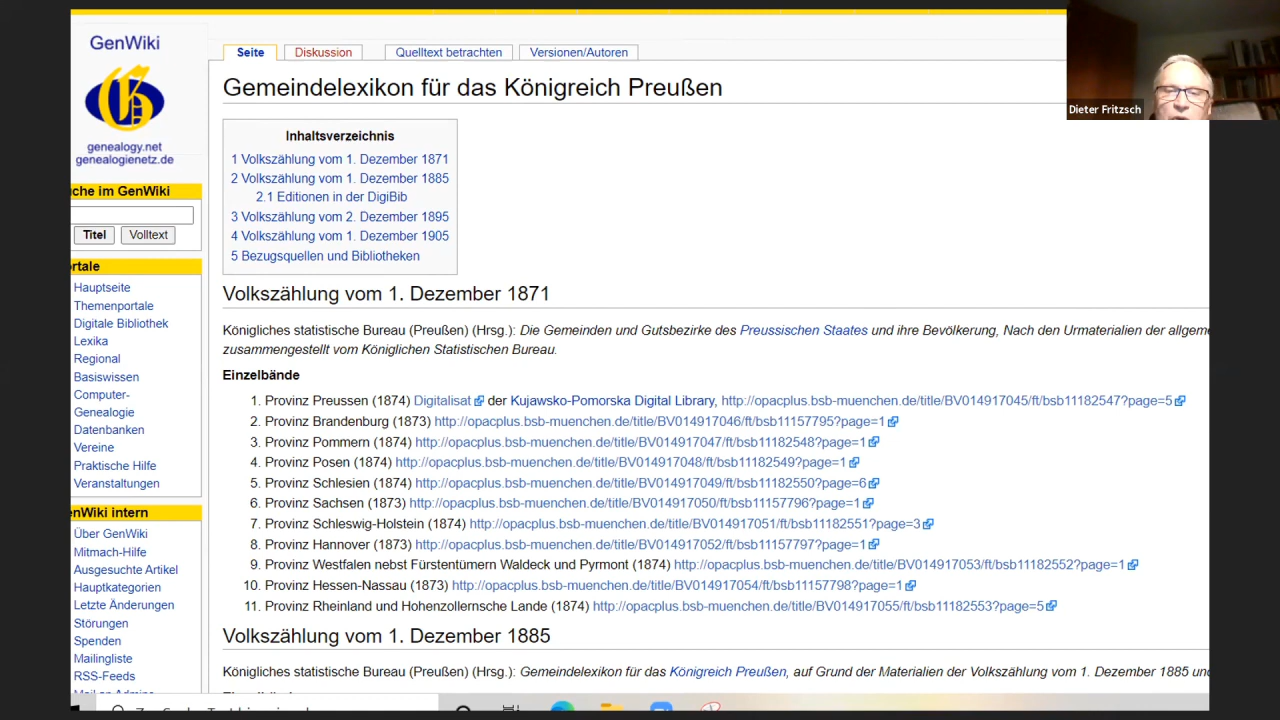 GenWiki
genealogy.net
genealogienetz.de
Seite
Diskussion
Quelltext betrachten
Versionen/Autoren
Dieter Fritzsch
Gemeindelexikon für das Königreich Preußen
Inhaltsverzeichnis
1 Volkszählung vom 1. Dezember 1871
2 Volkszählung vom 1. Dezember 1885
2.1 Editionen in der DigiBib
3 Volkszählung vom 2. Dezember 1895
4 Volkszählung vom 1. Dezember 1905
5 Bezugsquellen und Bibliotheken
che im GenWiki
Titel
Volltext
rtale
Hauptseite
Themenportale
Digitale Bibliothek
Lexika
Regional
Basiswissen
Computer-
Genealogie
Datenbanken
Vereine
Praktische Hilfe
Veranstaltungen
enWiki intern
Über GenWiki
Mitmach-Hilfe
Ausgesuchte Artikel
Hauptkategorien
Letzte Änderungen
Störungen
Spenden
Mailingliste
RSS-Feeds
Volkszählung vom 1. Dezember 1871
Königliches statistische Bureau (Preußen) (Hrsg.): Die Gemeinden und Gutsbezirke des Preussischen Staates und ihre Bevölkerung, Nach den Urmaterialien der allgeme
zusammengestellt vom Königlichen Statistischen Bureau.
Einzelbände
1. Provinz Preussen (1874) Digitalisat der Kujawsko-Pomorska Digital Library, http://opacplus.bsb-muenchen.de/title/BV014917045/ft/bsb11182547?page=5
2. Provinz Brandenburg (1873) http://opacplus.bsb-muenchen.de/title/BV014917046/ft/bsb11157795?page=1
3. Provinz Pommern (1874) http://opacplus.bsb-muenchen.de/title/BV014917047/ft/bsb11182548?page=1
4. Provinz Posen (1874) http://opacplus.bsb-muenchen.de/title/BV014917048/ft/bsb11182549?page=1
5. Provinz Schlesien (1874) http://opacplus.bsb-muenchen.de/title/BV014917049/ft/bsb11182550?page=6
6. Provinz Sachsen (1873) http://opacplus.bsb-muenchen.de/title/BV014917050/ft/bsb11157796?page=1
7. Provinz Schleswig-Holstein (1874) http://opacplus.bsb-muenchen.de/title/BV014917051/ft/bsb11182551?page=3
8. Provinz Hannover (1873) http://opacplus.bsb-muenchen.de/title/BV014917052/ft/bsb11157797?page=1
9. Provinz Westfalen nebst Fürstentümern Waldeck und Pyrmont (1874) http://opacplus.bsb-muenchen.de/title/BV014917053/ft/bsb11182552?page=1
10. Provinz Hessen-Nassau (1873) http://opacplus.bsb-muenchen.de/title/BV014917054/ft/bsb11157798?page=1
11. Provinz Rheinland und Hohenzollernsche Lande (1874) http://opacplus.bsb-muenchen.de/title/BV014917055/ft/bsb11182553?page=5
Volkszählung vom 1. Dezember 1885
Königliches statistische Bureau (Preußen) (Hrsg.): Gemeindelexikon für das Königreich Preußen, auf Grund der Materialien der Volkszählung vom 1. Dezember 1885 und